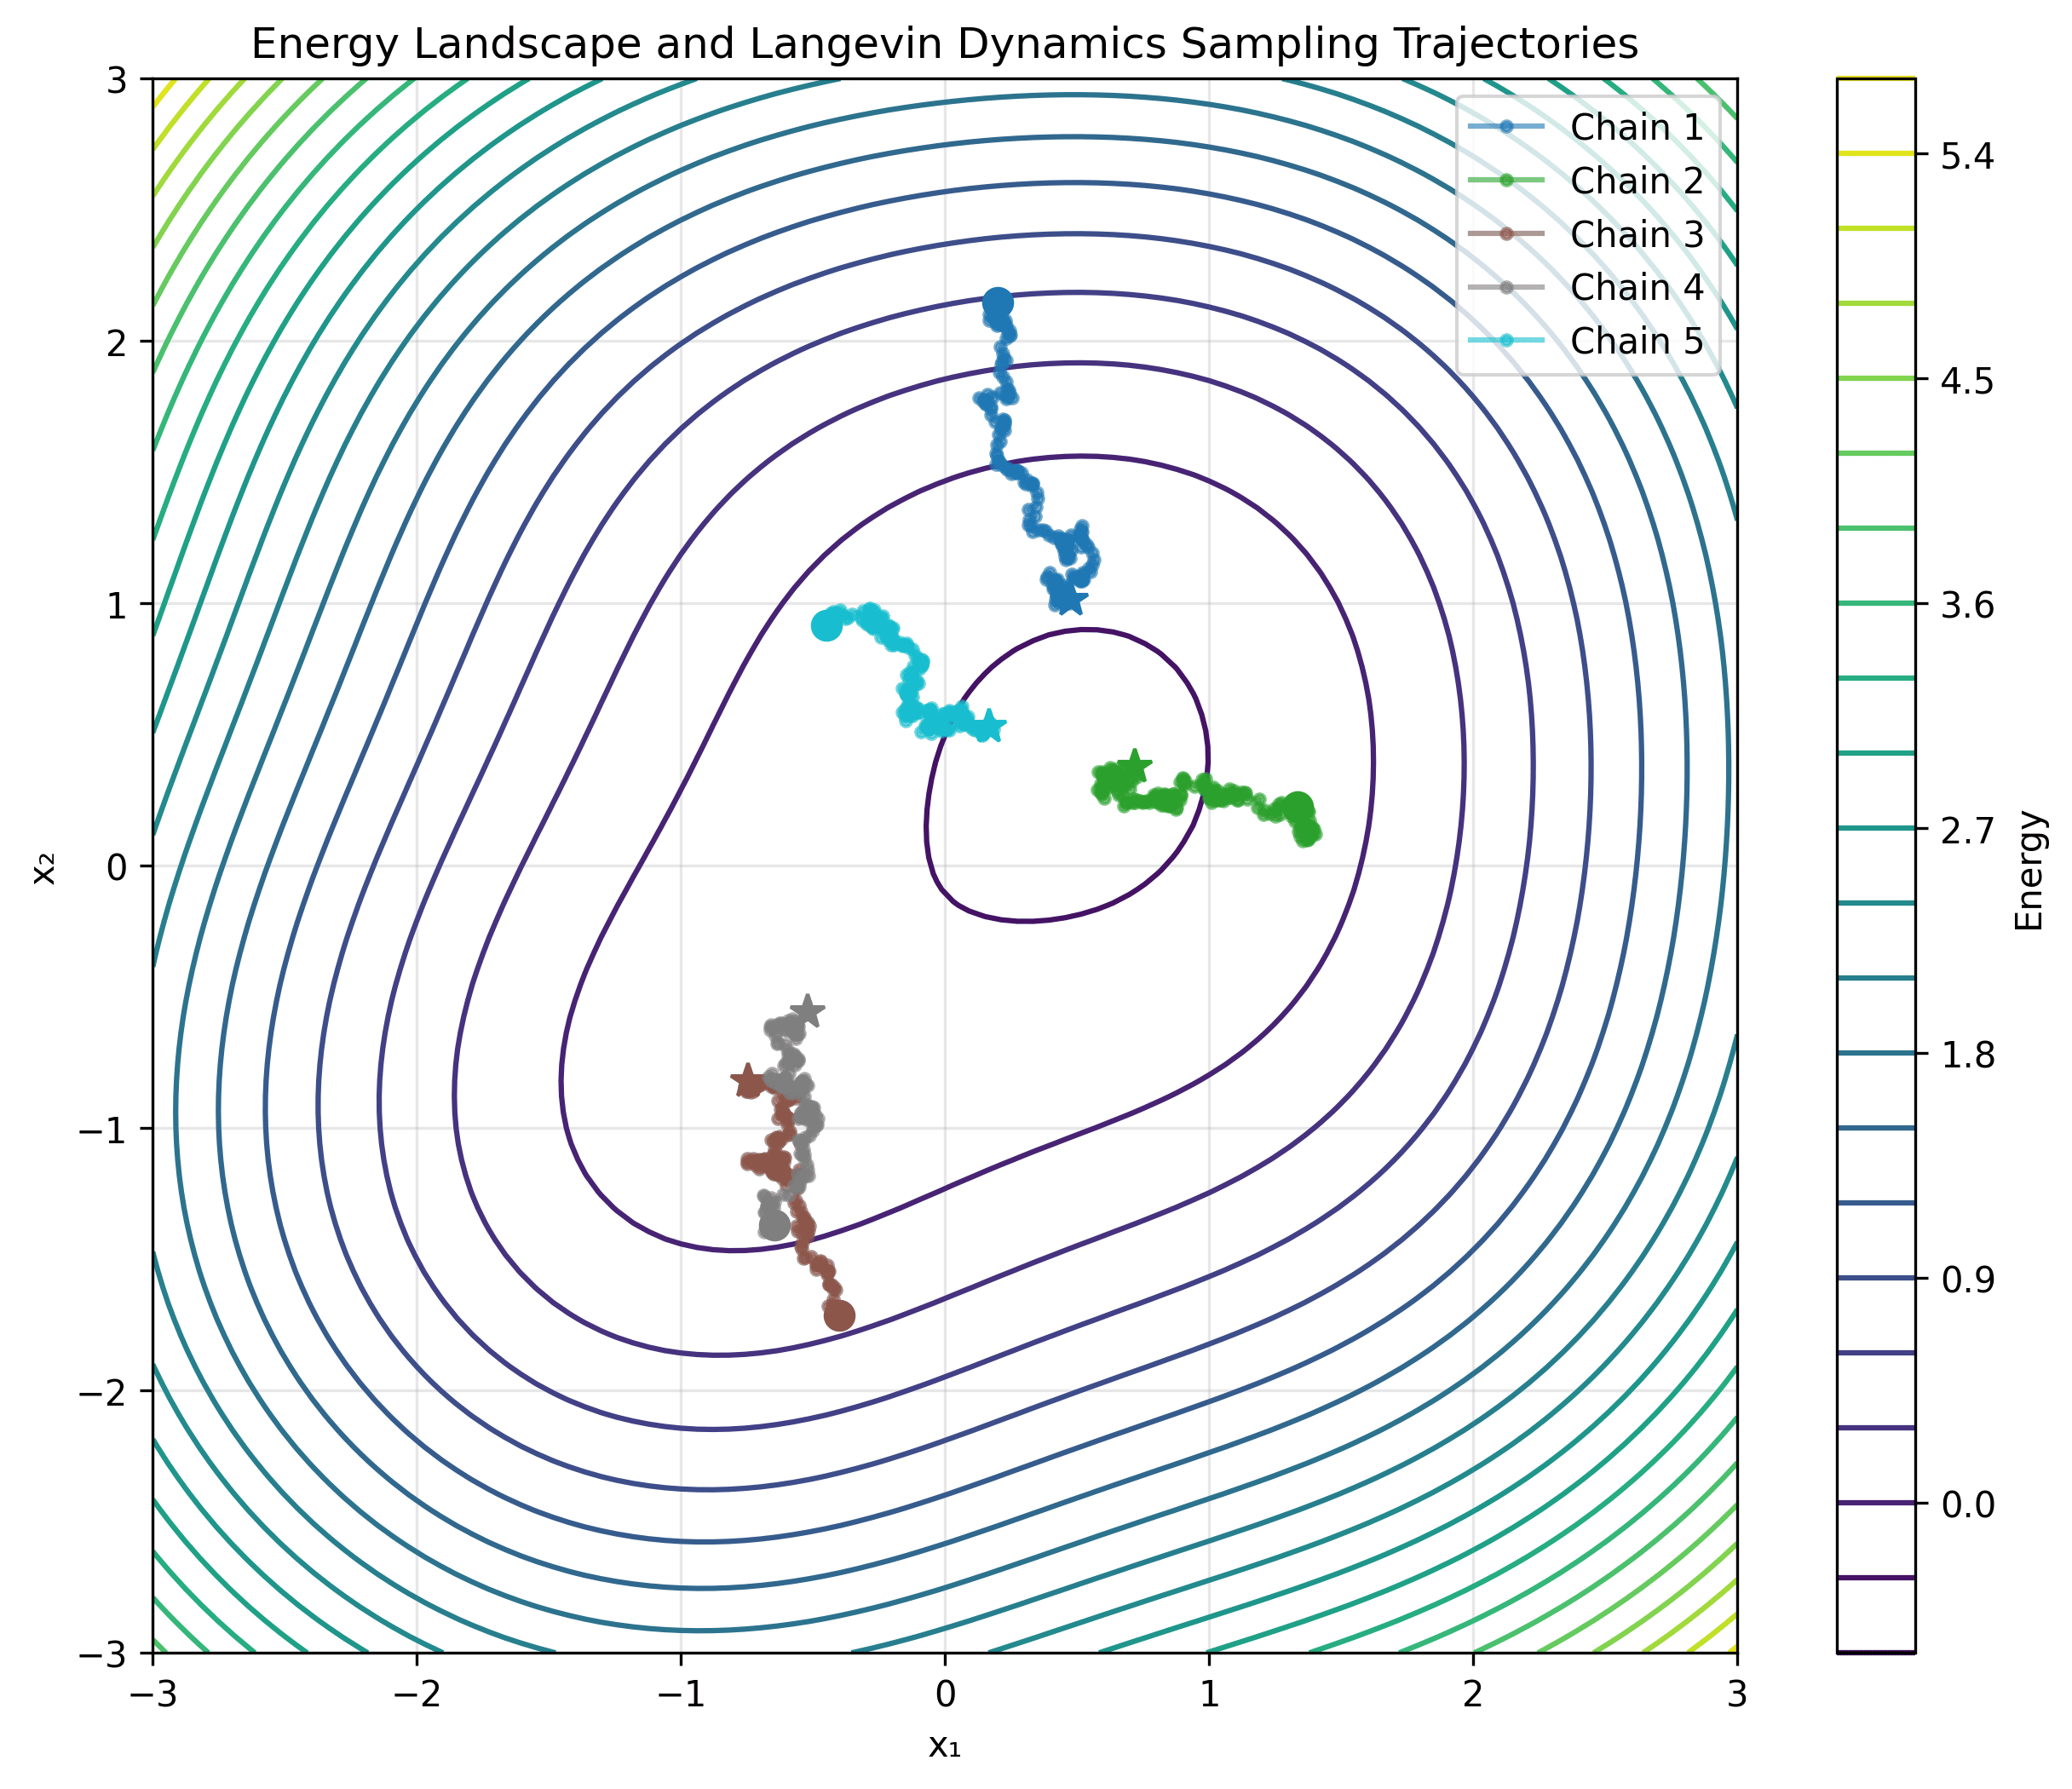 Energy Landscape and Langevin Dynamics Sampling Trajectories
3
2
1
0
−1
−2
−3
x₂
−3
−2
−1
0
1
2
3
x₁
Chain 1
Chain 2
Chain 3
Chain 4
Chain 5
5.4
4.5
3.6
2.7
1.8
0.9
0.0
Energy